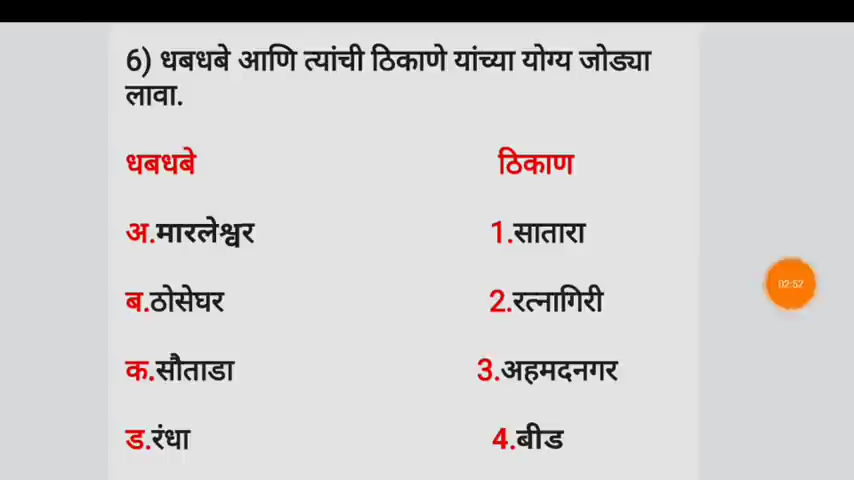 6) धबधबे आणि त्यांची ठिकाणे यांच्या योग्य जोड्या
लावा.
धबधबे ठिकाण
अ.मारलेश्वर 1.सातारा
ब.ठोसेघर 2.रत्नागिरी
क.सौताडा 3.अहमदनगर
ड.रंधा 4.बीड
02:52